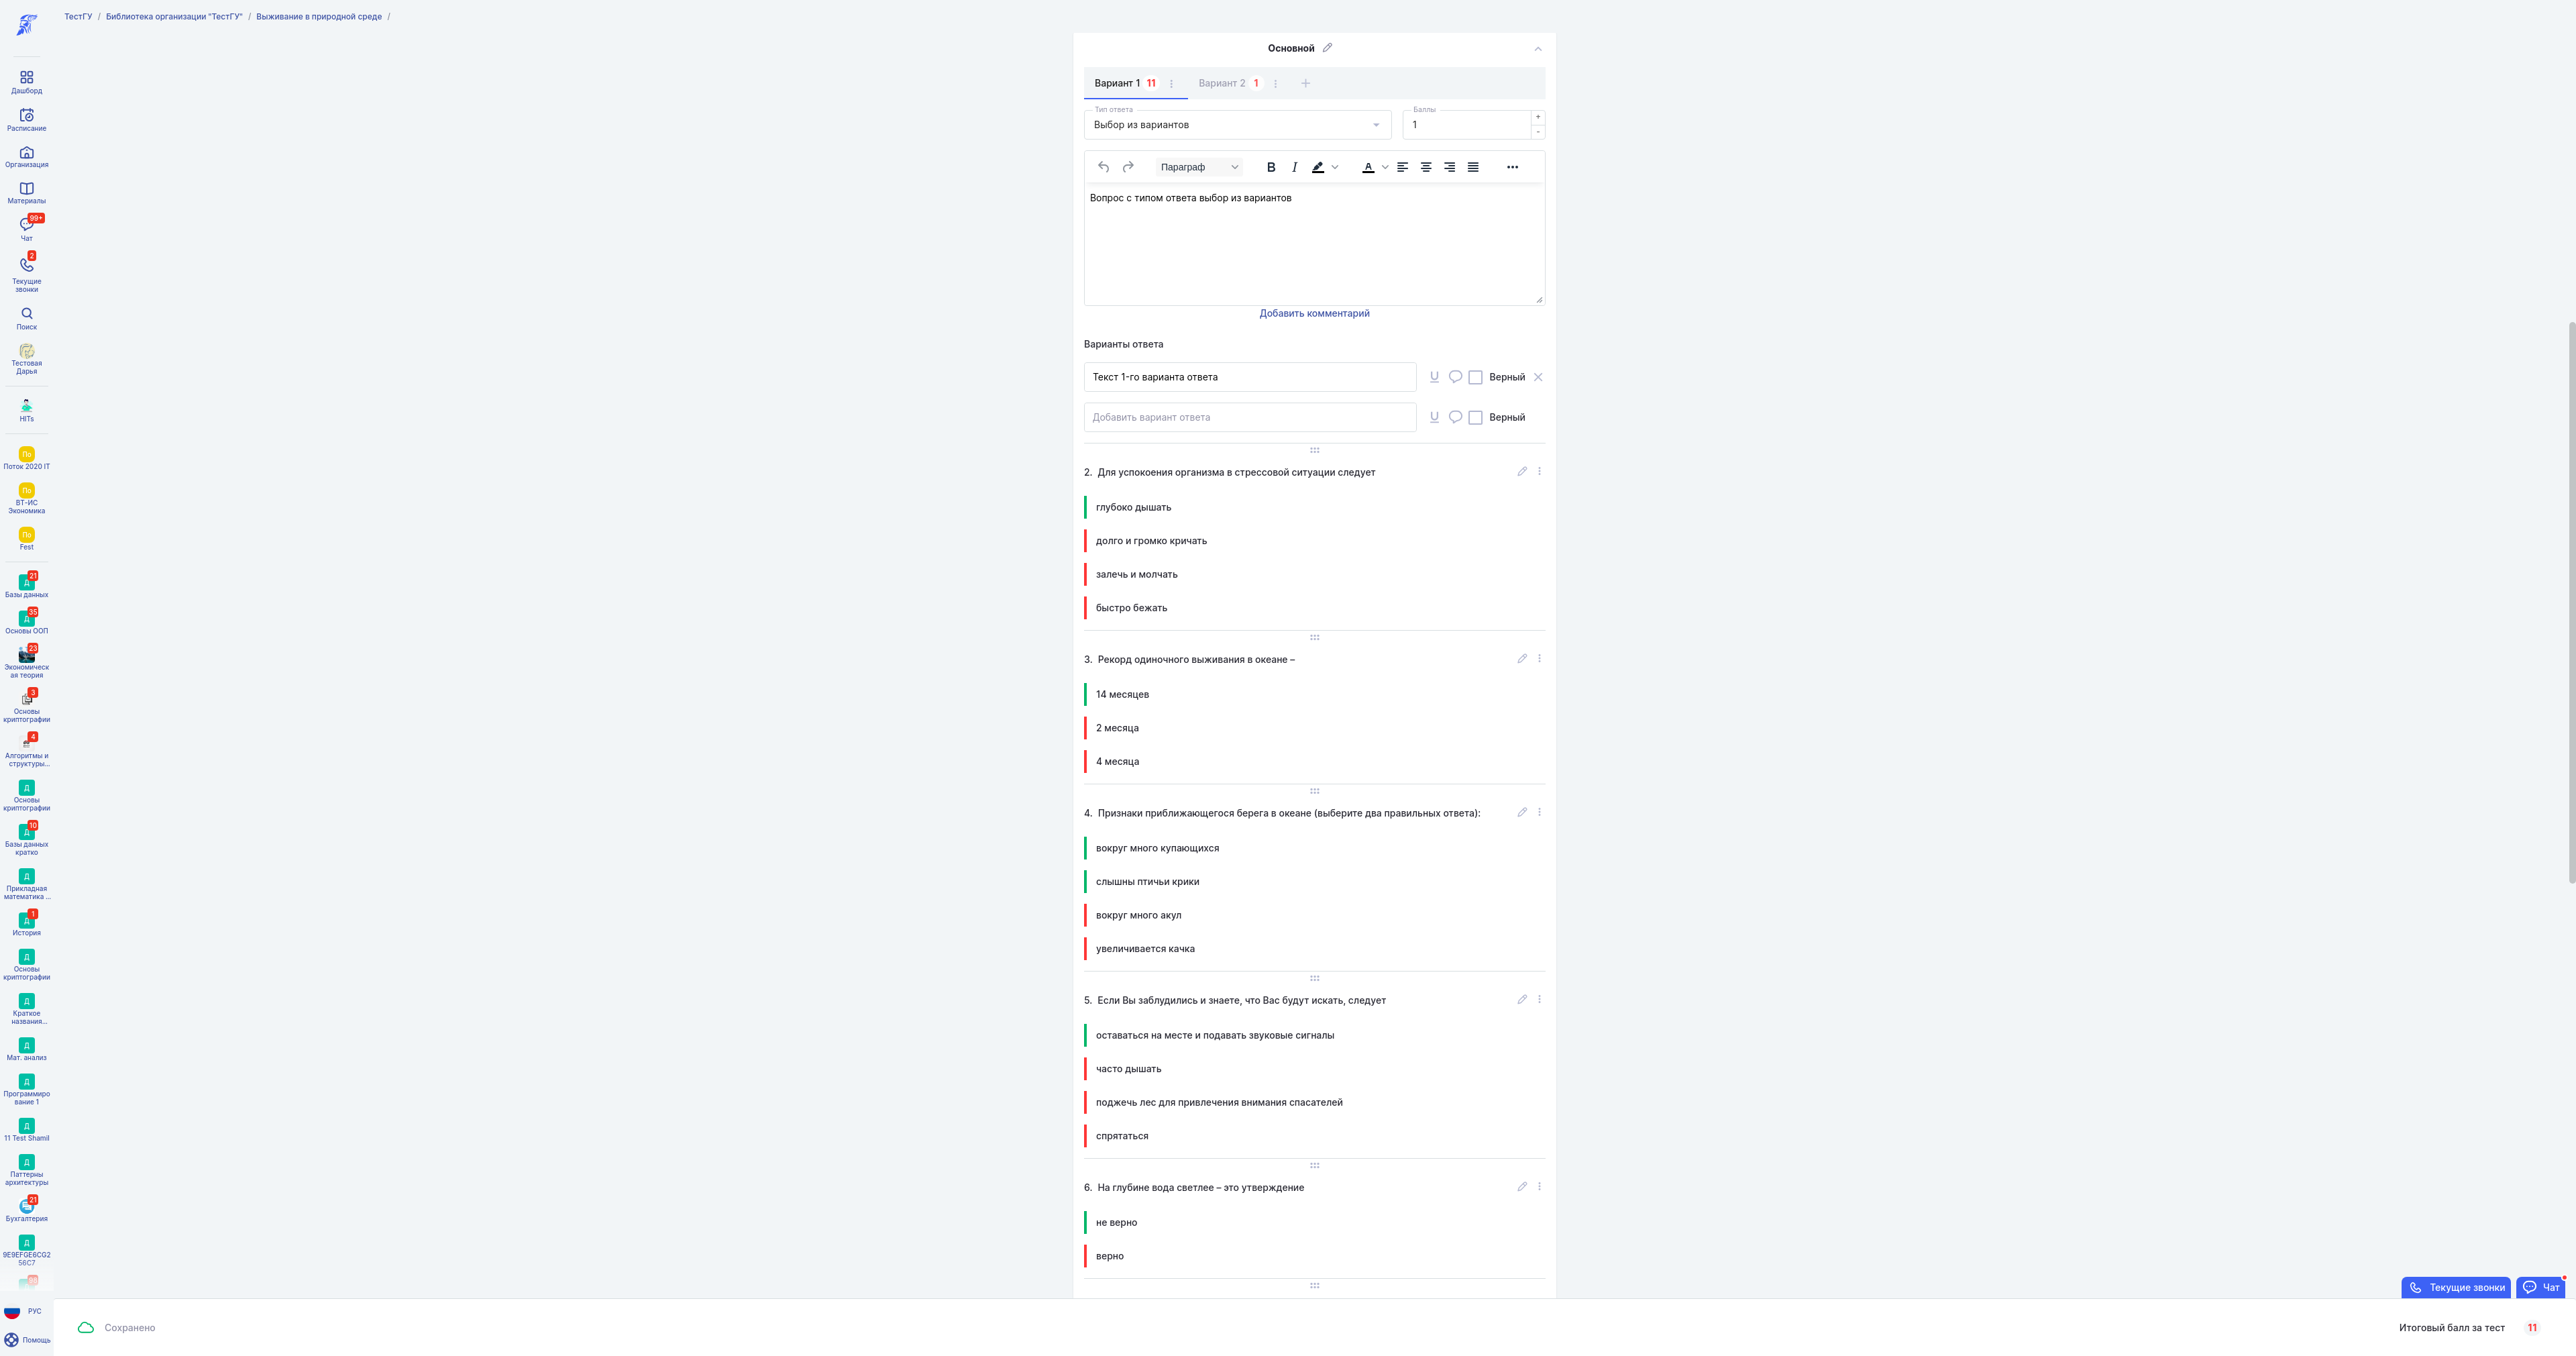 ТестГУ / Библиотека организации "ТестГУ" / Выживание в природной среде /
Дашборд
Расписание
Организация
Материалы
99+
Чат
2
Текущие
звонки
Поиск
Тестовая
Дарья
HITs
По
Поток 2020 IT
По
ВТ-ИС
Экономика
По
Fest
21
Д
Базы данных
35
Д
Основы ООП
23
Экономическ
ая теория
3
Основы
криптографии
4
Алгоритмы и
структуры...
Д
Основы
криптографии
10
Д
Базы данных
кратко
Д
Прикладная
математика ...
1
Д
История
Д
Основы
криптографии
Д
Краткое
названия...
Д
Мат. анализ
Д
Программиро
вание 1
Д
11 Test Shamil
Д
Паттерны
архитектуры
21
Бухгалтерия
Д
9E9EFGE6CG2
56C7
РУС
Помощь
Основной
Вариант 1 11 Вариант 2 1 +
Тип ответа Баллы
Выбор из вариантов 1 + -
Параграф B I A
Вопрос с типом ответа выбор из вариантов
Добавить комментарий
Варианты ответа
Текст 1-го варианта ответа U Верный
Добавить вариант ответа U Верный
2. Для успокоения организма в стрессовой ситуации следует
глубоко дышать
долго и громко кричать
залечь и молчать
быстро бежать
3. Рекорд одиночного выживания в океане –
14 месяцев
2 месяца
4 месяца
4. Признаки приближающегося берега в океане (выберите два правильных ответа):
вокруг много купающихся
слышны птичьи крики
вокруг много акул
увеличивается качка
5. Если Вы заблудились и знаете, что Вас будут искать, следует
оставаться на месте и подавать звуковые сигналы
часто дышать
поджечь лес для привлечения внимания спасателей
спрятаться
6. На глубине вода светлее – это утверждение
не верно
верно
Текущие звонки Чат
Сохранено
Итоговый балл за тест 11